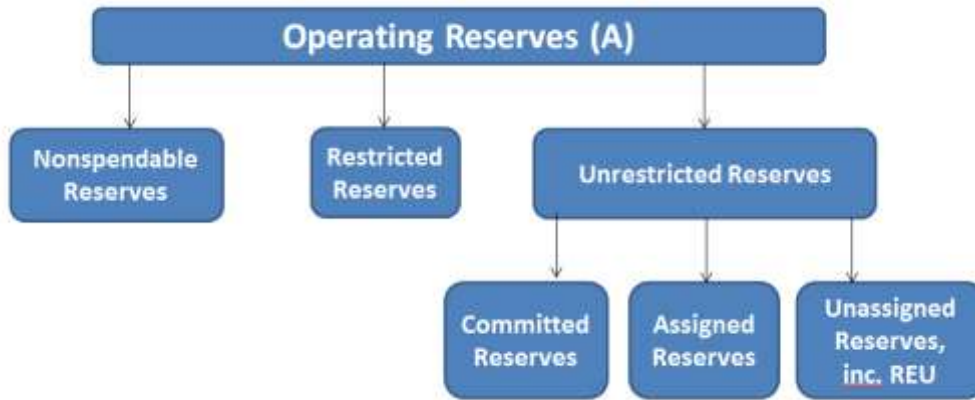 Operating Reserves (A)
Nonspendable
Reserves
Restricted
Reserves
Unrestricted Reserves
Committed
Reserves
Assigned
Reserves
Unassigned
Reserves,
inc. REU